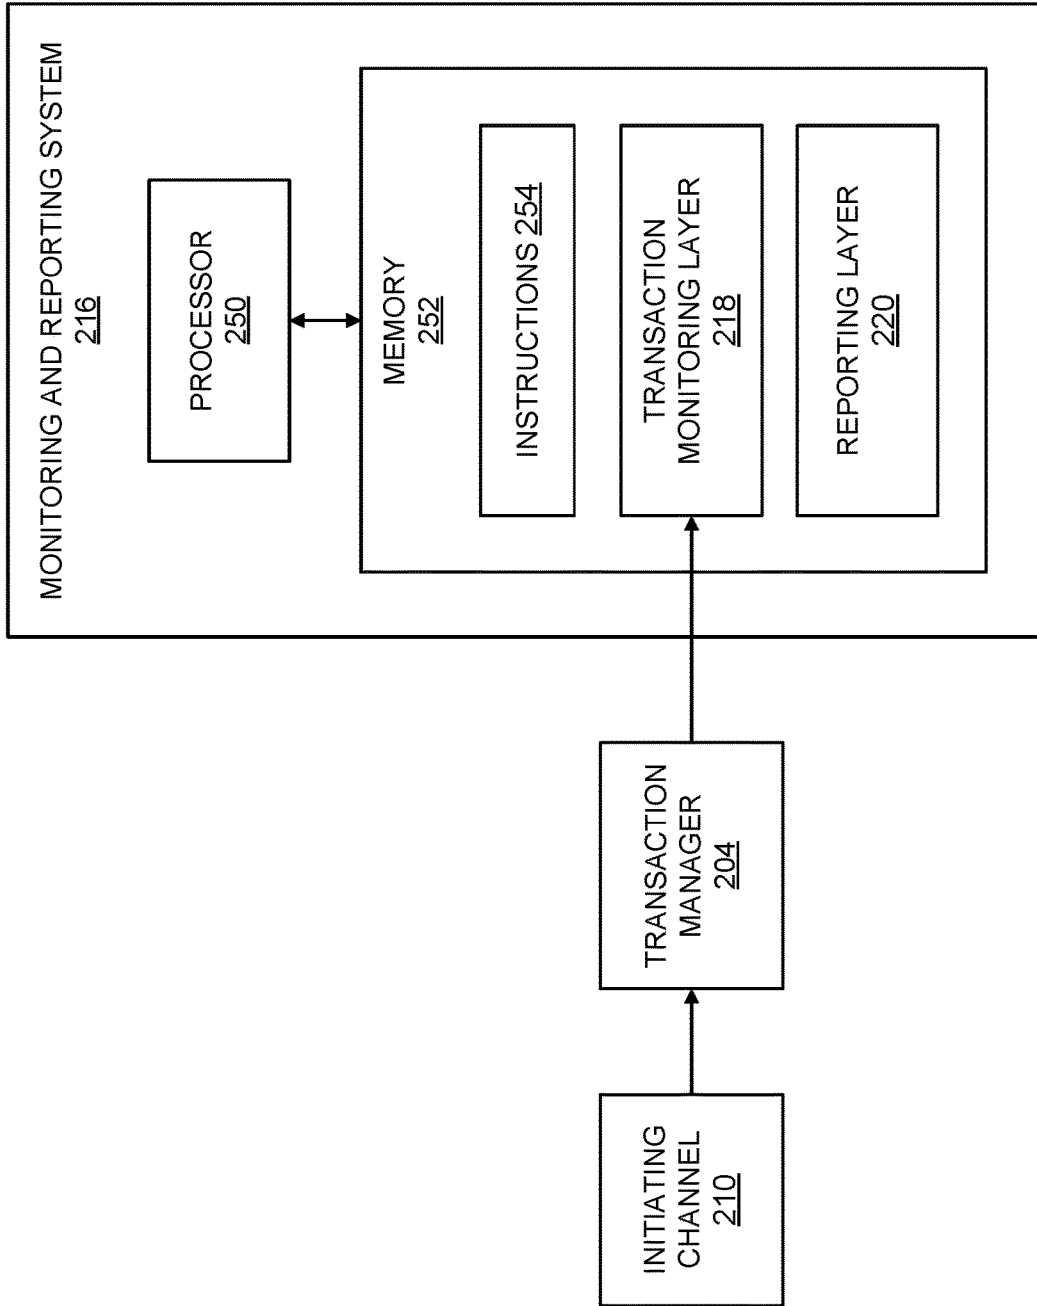 MONITORING AND REPORTING SYSTEM
216
PROCESSOR
250
MEMORY
252
INSTRUCTIONS 254
TRANSACTION
MONITORING LAYER
218
REPORTING LAYER
220
INITIATING
CHANNEL
210
TRANSACTION
MANAGER
204